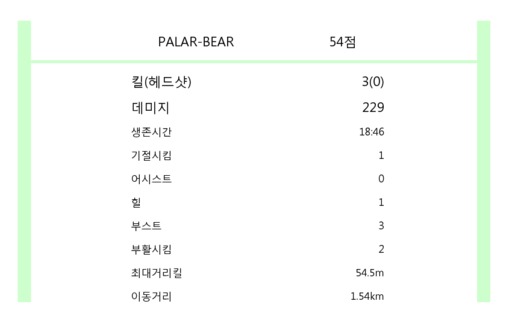 PALAR-BEAR 54점
킬(헤드샷) 3(0)
데미지 229
생존시간 18:46
기절시킴 1
어시스트 0
힐 1
부스트 3
부활시킴 2
최대거리킬 54.5m
이동거리 1.54km